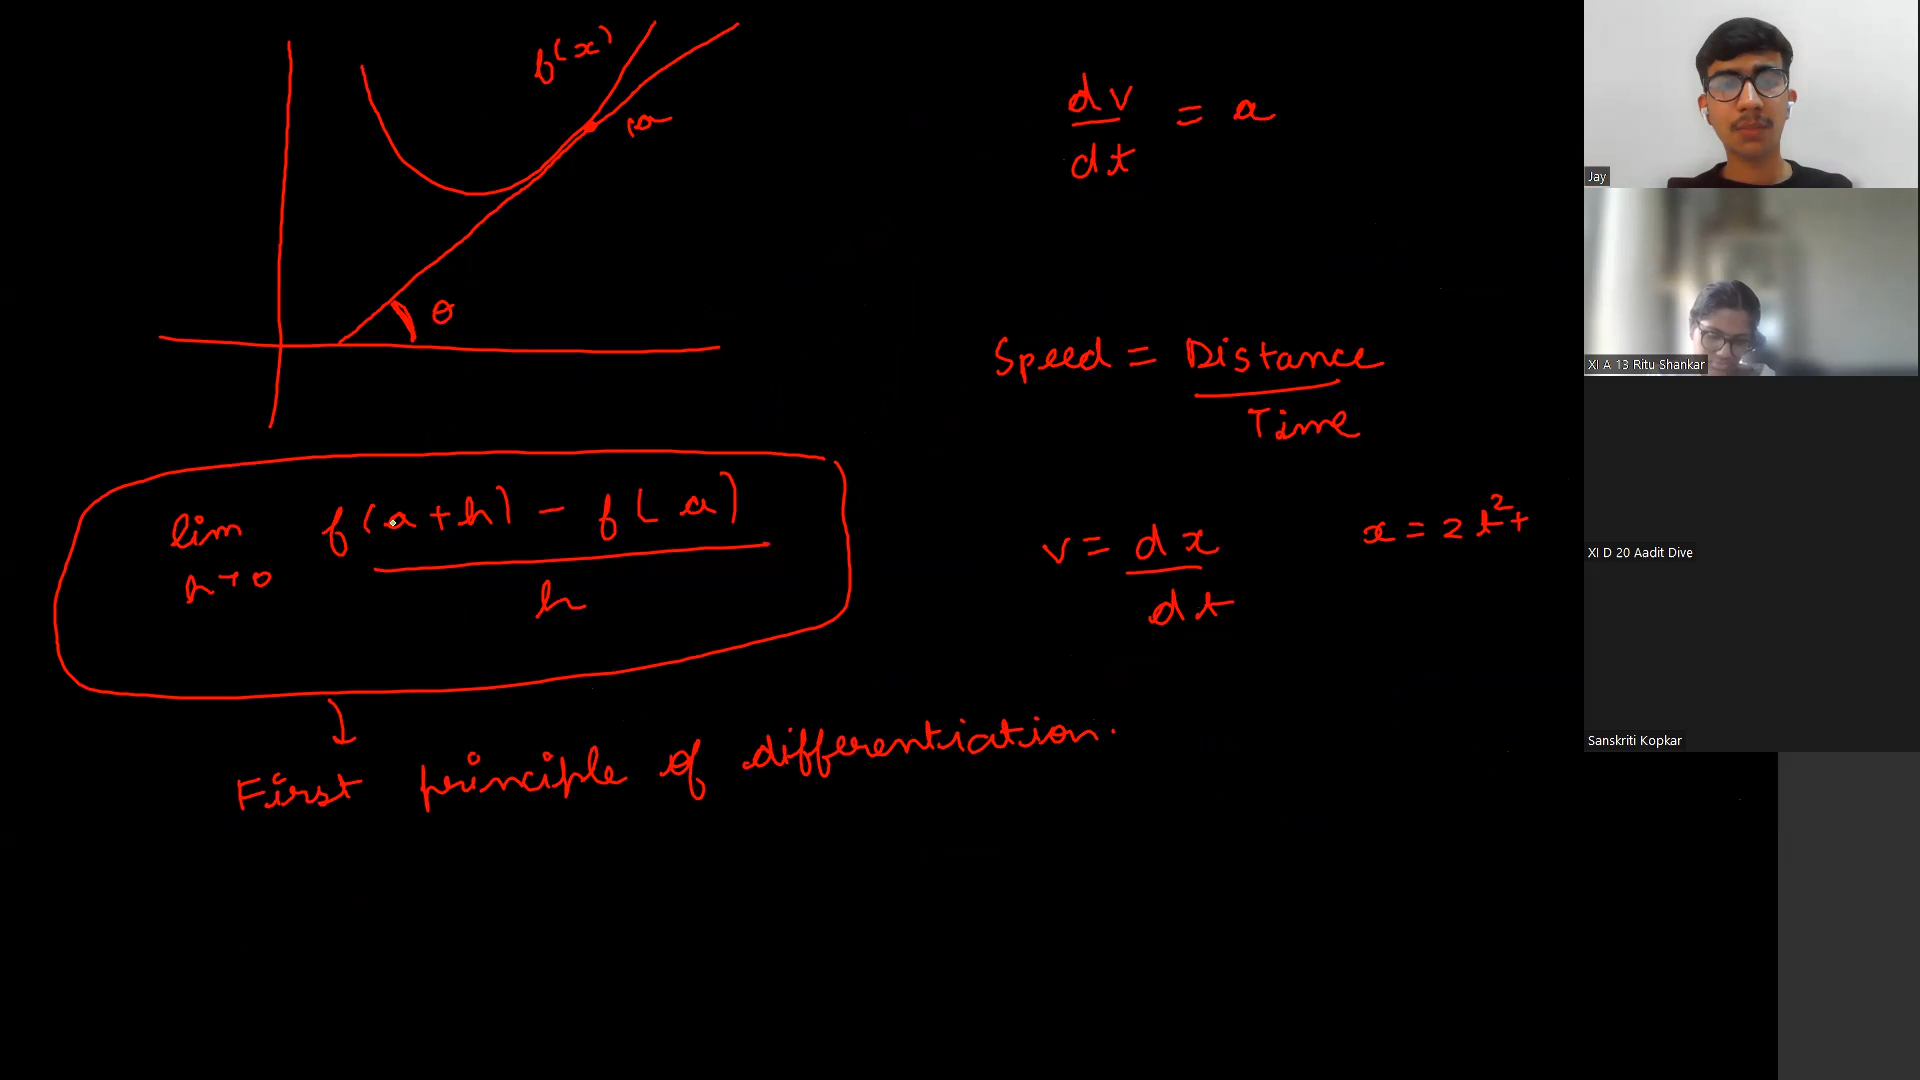 f(x)
a
θ
lim f(a+h) - f(a)
h→0 h
First principle of differentiation.
dv = a
dt
Speed = Distance
Time
v = dx
dt
x = 2t²+
Jay
XI A 13 Ritu Shankar
XI D 20 Aadit Dive
Sanskriti Kopkar